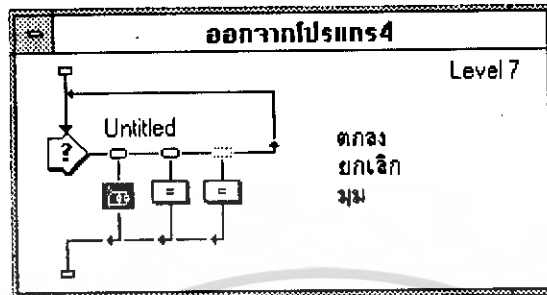 ออกจากโปรแกรม4
Level 7
Untitled
?
ตกลง
ยกเลิก
= =
มุม